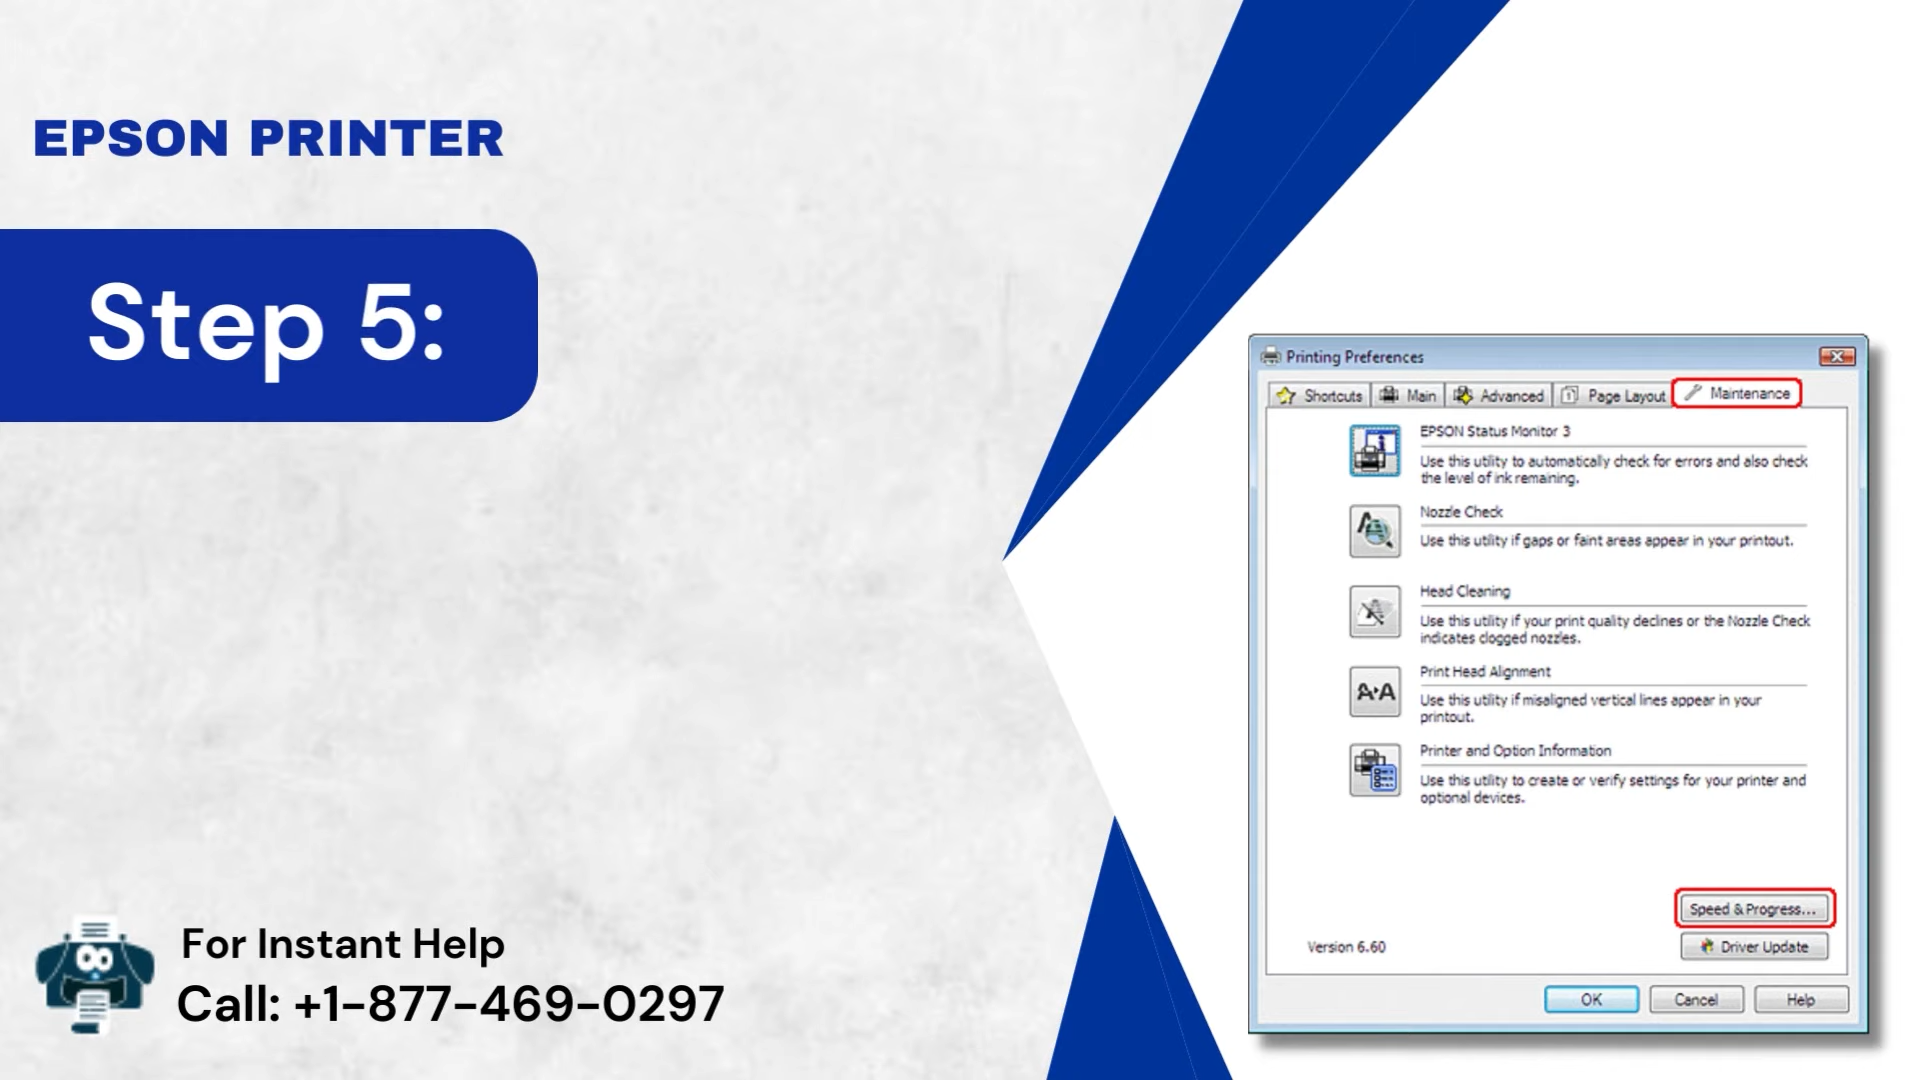 EPSON PRINTER
Step 5:
For Instant Help
Call: +1-877-469-0297
Printing Preferences
Shortcuts Main Advanced Page Layout Maintenance
EPSON Status Monitor 3
Use this utility to automatically check for errors and also check
the level of ink remaining.
Nozzle Check
Use this utility if gaps or faint areas appear in your printout.
Head Cleaning
Use this utility if your print quality declines or the Nozzle Check
indicates clogged nozzles.
Print Head Alignment
Use this utility if misaligned vertical lines appear in your
printout.
Printer and Option Information
Use this utility to create or verify settings for your printer and
optional devices.
Speed & Progress...
Version 6.60
Driver Update
OK Cancel Help